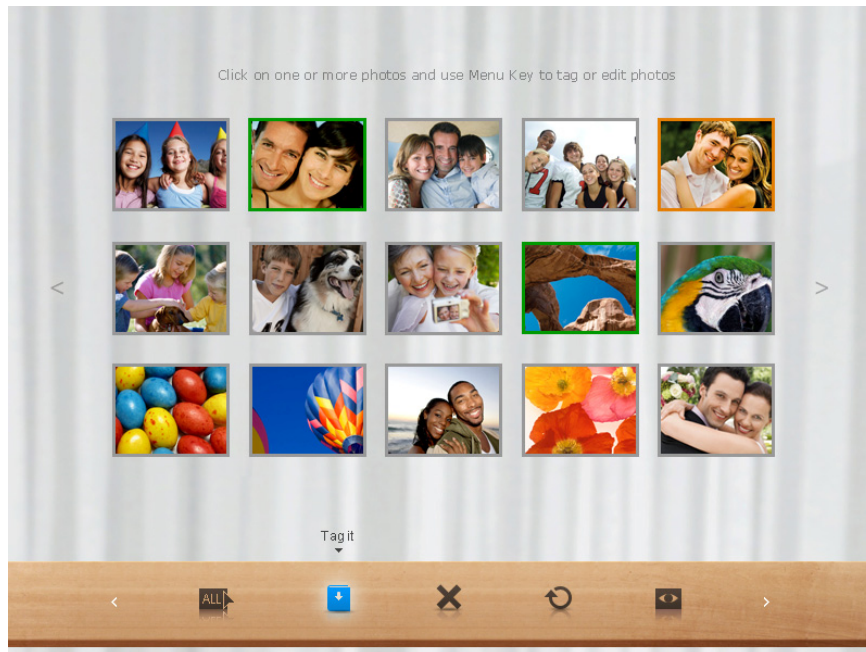 Click on one or more photos and use Menu Key to tag or edit photos
<
>
Tag it
ALL